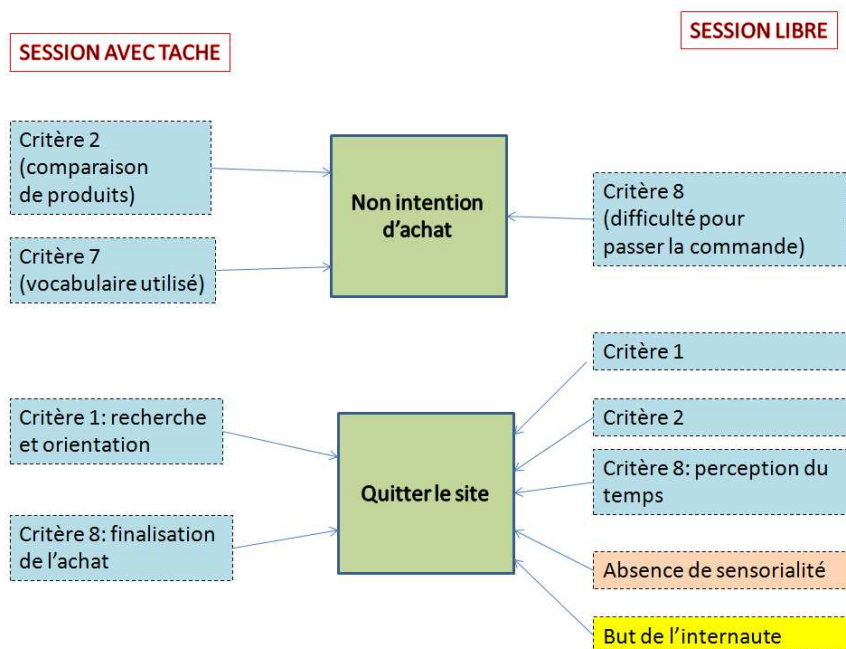 SESSION AVEC TACHE
SESSION LIBRE
Critère 2
(comparaison
de produits)
Critère 7
(vocabulaire utilisé)
Non intention
d'achat
Critère 8
(difficulté pour
passer la commande)
Critère 1: recherche
et orientation
Critère 8: finalisation
de l'achat
Quitter le site
Critère 1
Critère 2
Critère 8: perception du
temps
Absence de sensorialité
But de l'internaute